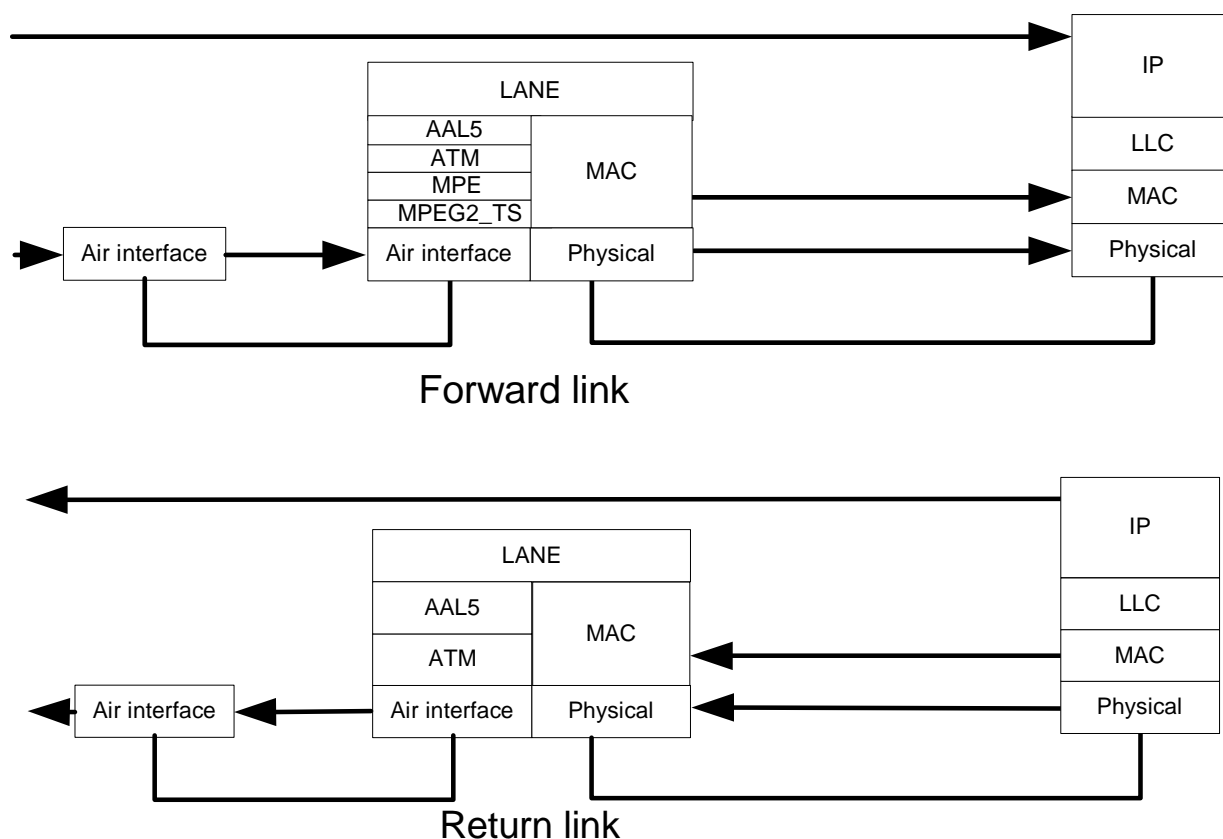 IP
LANE
AAL5
ATM
MPE
MPEG2_TS
MAC
LLC
MAC
Air interface
Air interface
Physical
Physical
Forward link
IP
LANE
AAL5
ATM
MAC
LLC
MAC
Air interface
Air interface
Physical
Physical
Return link